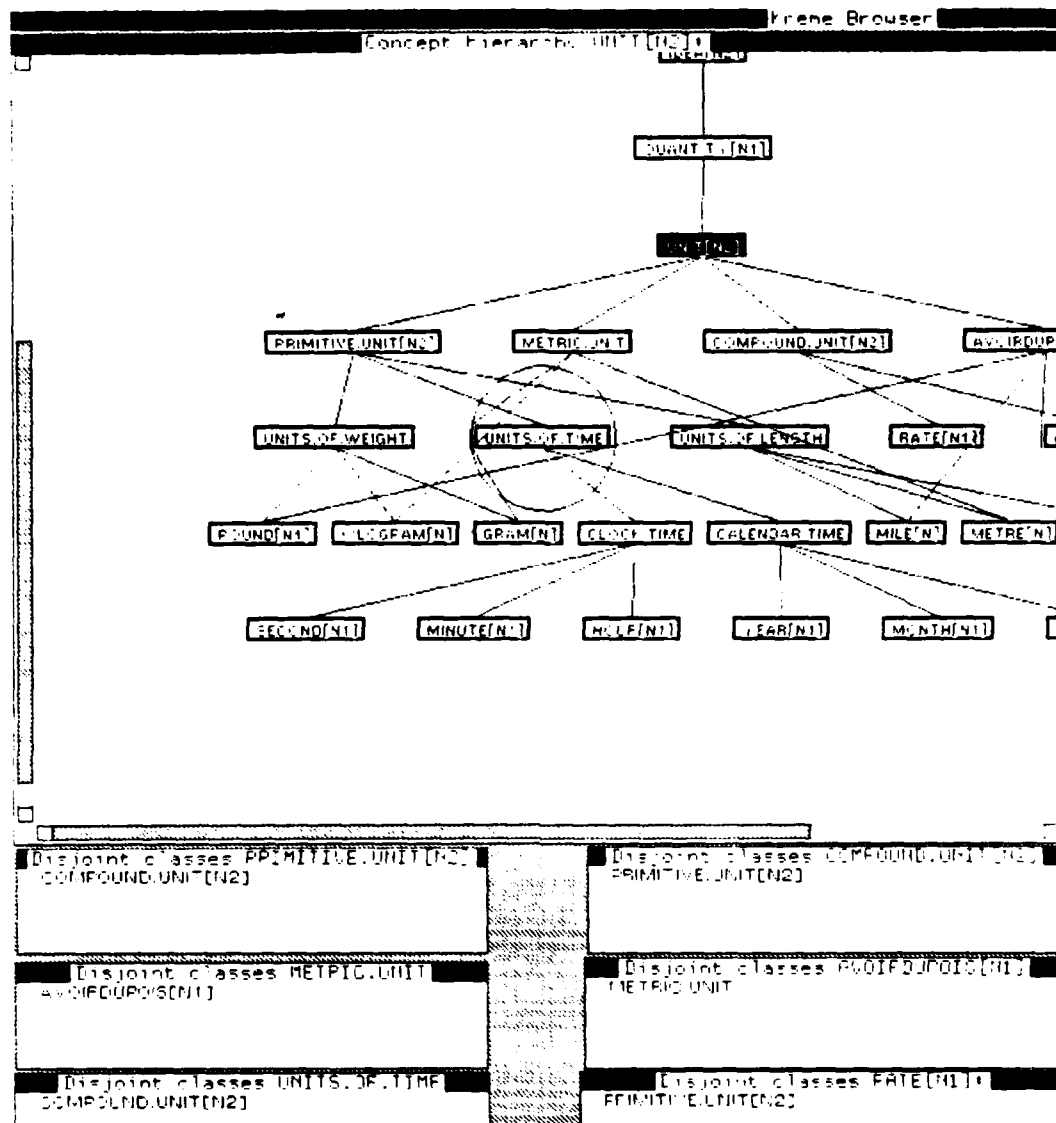 Kreme Browser
Concept hierarchy UNIT[N2]
QUANTITY[N1]
UNIT[N2]
PRIMITIVE.UNIT[N2] METRIC.UNIT COMPOUND.UNIT[N2] AVOIRDUPO
UNITS.OF.WEIGHT UNITS.OF.TIME UNITS.OF.LENGTH RATE[N1]
POUND[N1] KILOGRAM[N] GRAM[N] CLOCK.TIME CALENDAR.TIME MILE[N] METRE[N]
SECOND[N1] MINUTE[N1] HOUR[N1] YEAR[N1] MONTH[N1]
Disjoint classes PRIMITIVE.UNIT[N2] Disjoint classes COMPOUND.UNIT[N2]
COMPOUND.UNIT[N2] PRIMITIVE.UNIT[N2]
Disjoint classes METRIC.UNIT Disjoint classes AVOIRDUPOIS[N1]
AVOIRDUPOIS[N1] METRIC.UNIT
Disjoint classes UNITS.OF.TIME Disjoint classes RATE[N1]
COMPOUND.UNIT[N2] PRIMITIVE.UNIT[N2]